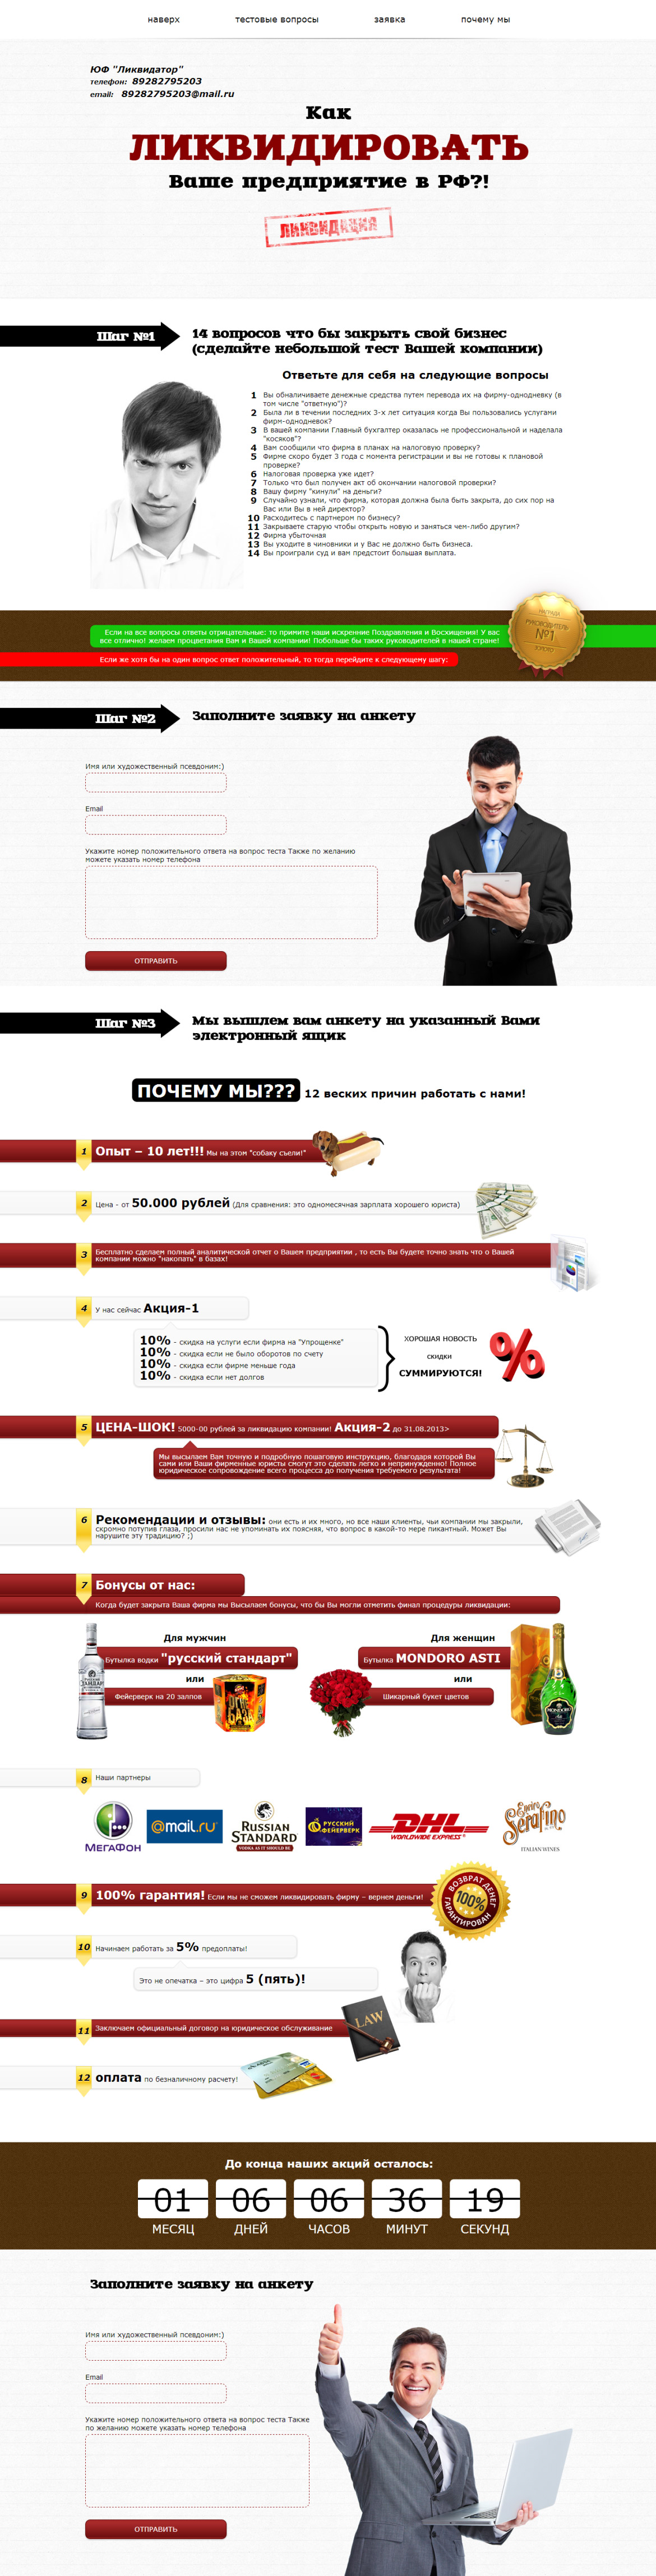 наверх
тестовые вопросы
заявка
почему мы
ЮФ "Ликвидатор"
телефон: 89282795203
email: 89282795203@mail.ru
Как
ЛИКВИДИРОВАТЬ
Ваше предприятие в РФ?!
ЛИКВИДАЦИЯ
Шаг №1
14 вопросов что бы закрыть свой бизнес
(сделайте небольшой тест Вашей компании)
Ответьте для себя на следующие вопросы
1 Вы обналичиваете денежные средства путем перевода их на фирму-однодневку (в
том числе "ответную")?
2 Была ли в течении последних 3-х лет ситуация когда Вы пользовались услугами
фирм-однодневок?
3 В вашей компании Главный бухгалтер оказалась не профессиональной и наделала
"косяков"?
4 Вам сообщили что фирма в планах на налоговую проверку?
5 Фирме скоро будет 3 года с момента регистрации и вы не готовы к плановой
проверке?
6 Налоговая проверка уже идет?
7 Только что был получен акт об окончании налоговой проверки?
8 Вашу фирму "кинули" на деньги?
9 Случайно узнали, что фирма, которая должна была быть закрыта, до сих пор на
Вас или Вы в ней директор?
10 Расходитесь с партнером по бизнесу?
11 Закрываете старую чтобы открыть новую и заняться чем-либо другим?
12 Фирма убыточная
13 Вы уходите в чиновники и у Вас не должно быть бизнеса.
14 Вы проиграли суд и вам предстоит большая выплата.
Если на все вопросы ответы отрицательные: то примите наши искренние Поздравления и Восхищения! У вас
все отлично! желаем процветания Вам и Вашей компании! Побольше бы таких руководителей в нашей стране!
НАГРАДА
РУКОВОДИТЕЛЬ
№1
ЗОЛОТО
Если же хотя бы на один вопрос ответ положительный, то тогда перейдите к следующему шагу:
Шаг №2
Заполните заявку на анкету
Имя или художественный псевдоним:)
Email
Укажите номер положительного ответа на вопрос теста Также по желанию
можете указать номер телефона
ОТПРАВИТЬ
Шаг №3
Мы вышлем вам анкету на указанный Вами
электронный ящик
ПОЧЕМУ МЫ??? 12 веских причин работать с нами!
1 Опыт – 10 лет!!! Мы на этом "собаку съели!"
2 Цена - от 50.000 рублей (Для сравнения: это одномесячная зарплата хорошего юриста)
3 Бесплатно сделаем полный аналитической отчет о Вашем предприятии , то есть Вы будете точно знать что о Вашей
компании можно "накопать" в базах!
4 У нас сейчас Акция-1
10% - скидка на услуги если фирма на "Упрощенке"
10% - скидка если не было оборотов по счету
10% - скидка если фирме меньше года
10% - скидка если нет долгов
ХОРОШАЯ НОВОСТЬ
скидки
СУММИРУЮТСЯ!
%
5 ЦЕНА-ШОК! 5000-00 рублей за ликвидацию компании! Акция-2 до 31.08.2013>
Мы высылаем Вам точную и подробную пошаговую инструкцию, благодаря которой Вы
сами или Ваши фирменные юристы смогут это сделать легко и непринужденно! Полное
юридическое сопровождение всего процесса до получения требуемого результата!
6 Рекомендации и отзывы: они есть и их много, но все наши клиенты, чьи компании мы закрыли,
скромно потупив глаза, просили нас не упоминать их поясняя, что вопрос в какой-то мере пикантный. Может Вы
нарушите эту традицию? ;)
7 Бонусы от нас:
Когда будет закрыта Ваша фирма мы Высылаем бонусы, что бы Вы могли отметить финал процедуры ликвидации:
Для мужчин
Бутылка водки "русский стандарт"
или
Фейерверк на 20 залпов
Для женщин
Бутылка MONDORO ASTI
или
Шикарный букет цветов
8 Наши партнеры
МЕГАФОН
@mail.ru
RUSSIAN
STANDARD
VODKA AS IT SHOULD BE
РУССКИЙ
ФЕЙЕРВЕРК
DHL
WORLDWIDE EXPRESS
Enrico
Serafino
ITALIAN WINES
9 100% гарантия! Если мы не сможем ликвидировать фирму – вернем деньги!
ВОЗВРАТ ДЕНЕГ
100%
ГАРАНТИРОВАН
10 Начинаем работать за 5% предоплаты!
Это не опечатка – это цифра 5 (пять)!
11 Заключаем официальный договор на юридическое обслуживание
LAW
12 оплата по безналичному расчету!
До конца наших акций осталось:
01 06 06 36 19
МЕСЯЦ ДНЕЙ ЧАСОВ МИНУТ СЕКУНД
Заполните заявку на анкету
Имя или художественный псевдоним:)
Email
Укажите номер положительного ответа на вопрос теста Также
по желанию можете указать номер телефона
ОТПРАВИТЬ